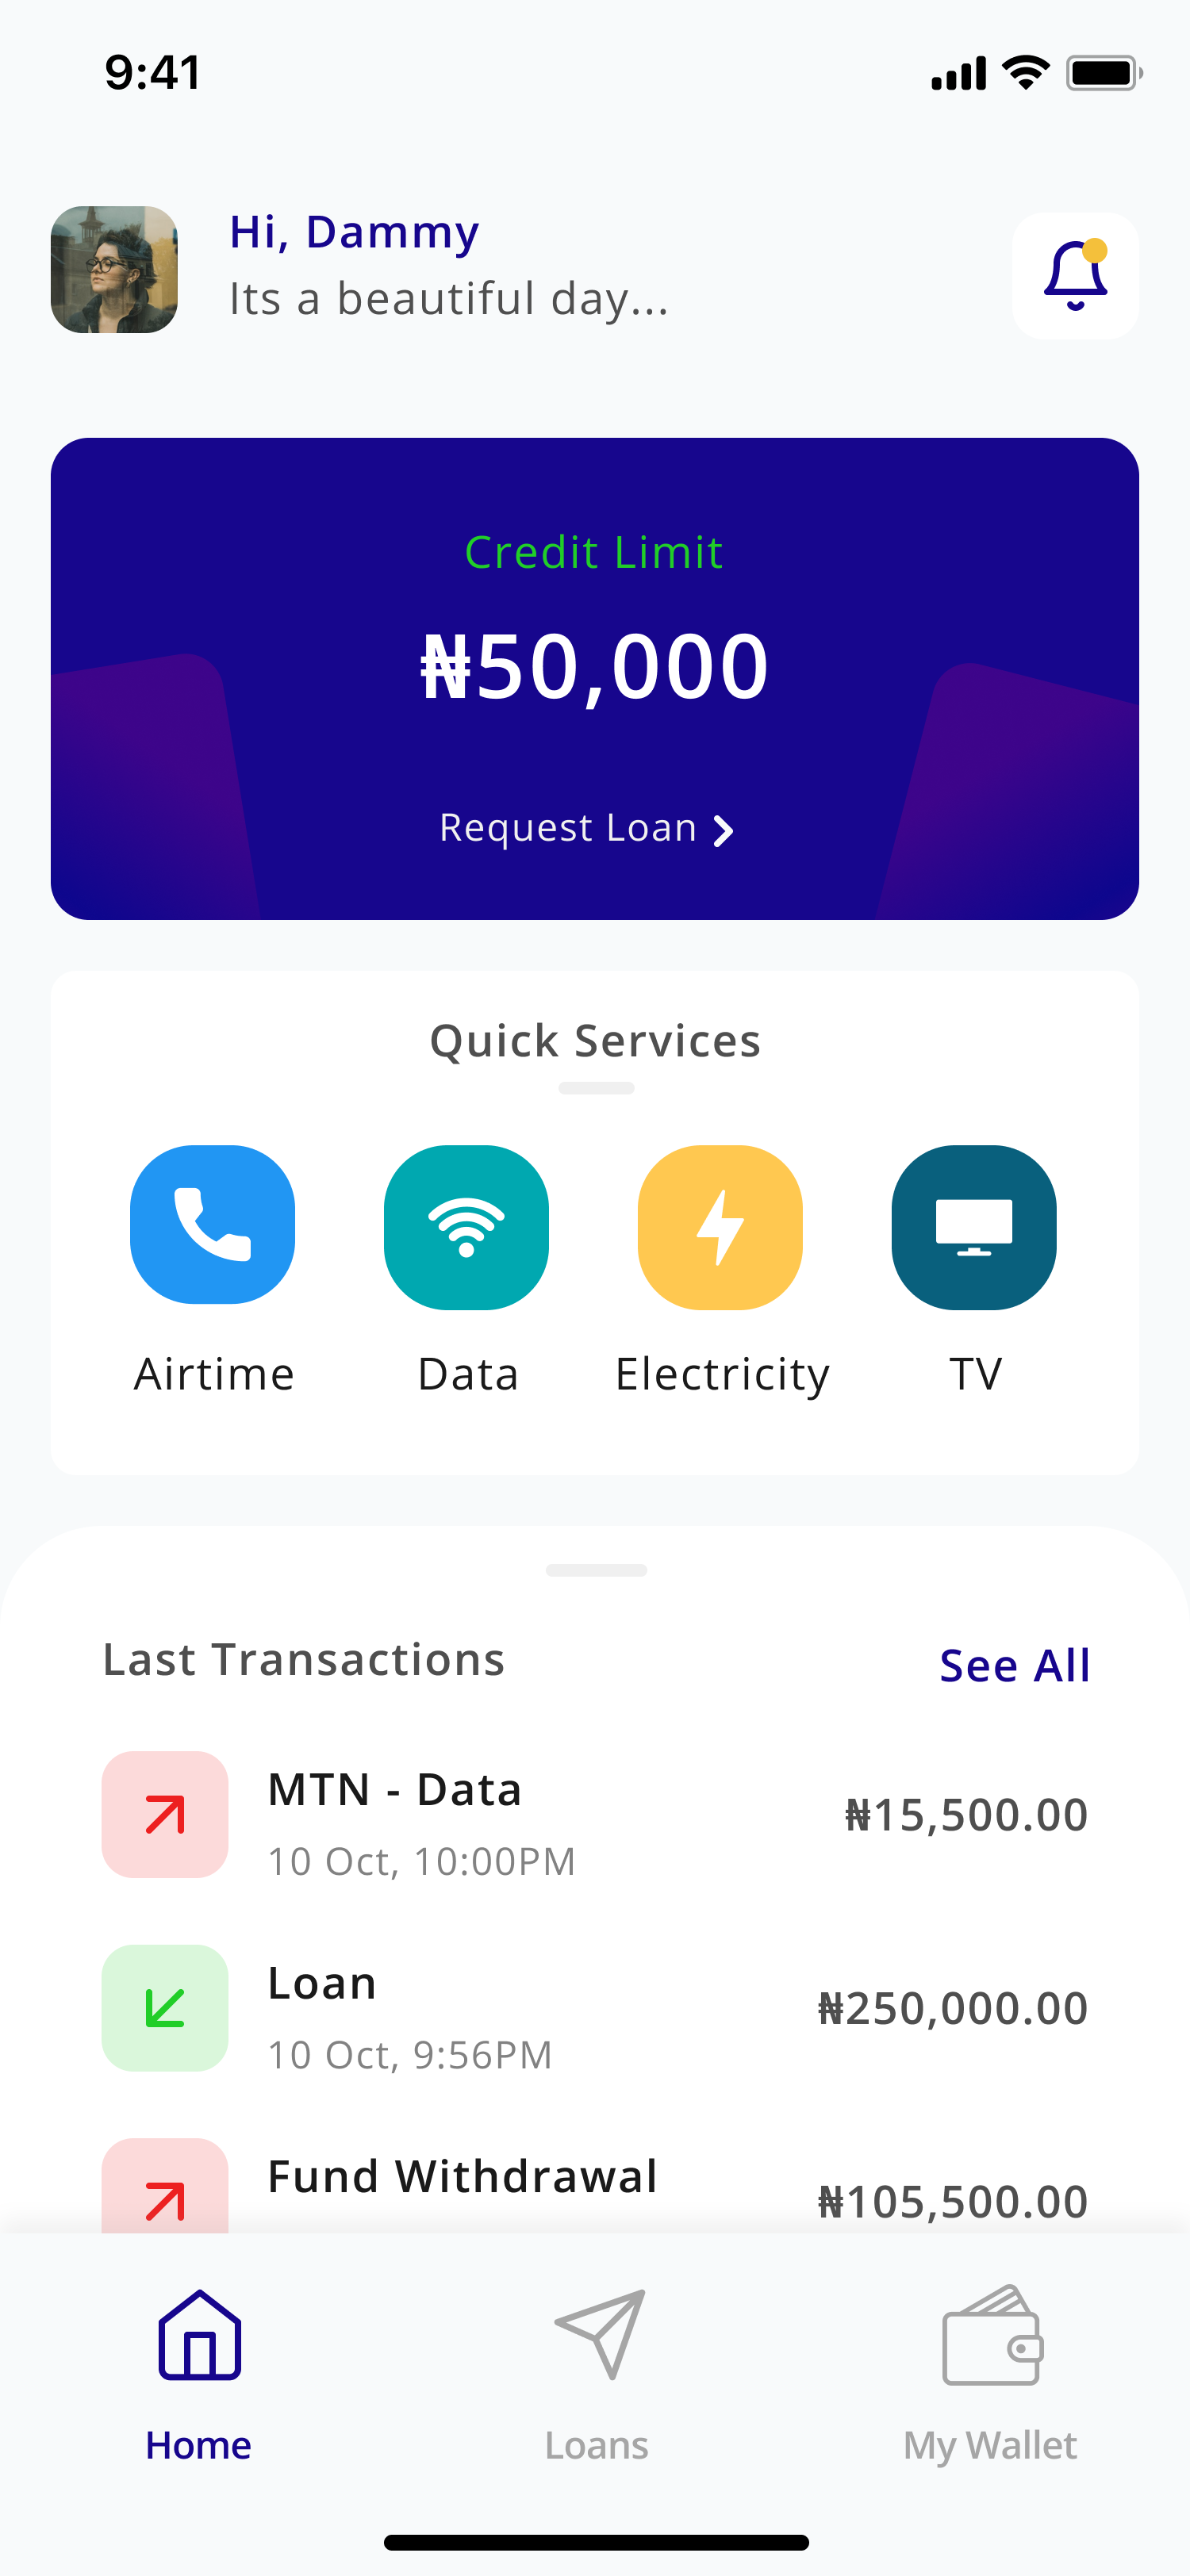 9:41
Hi, Dammy
Its a beautiful day...
Credit Limit
₦50,000
Request Loan
Quick Services
Airtime Data Electricity TV
Last Transactions See All
MTN - Data
₦15,500.00
10 Oct, 10:00PM
Loan
₦250,000.00
10 Oct, 9:56PM
Fund Withdrawal
₦105,500.00
Home Loans My Wallet